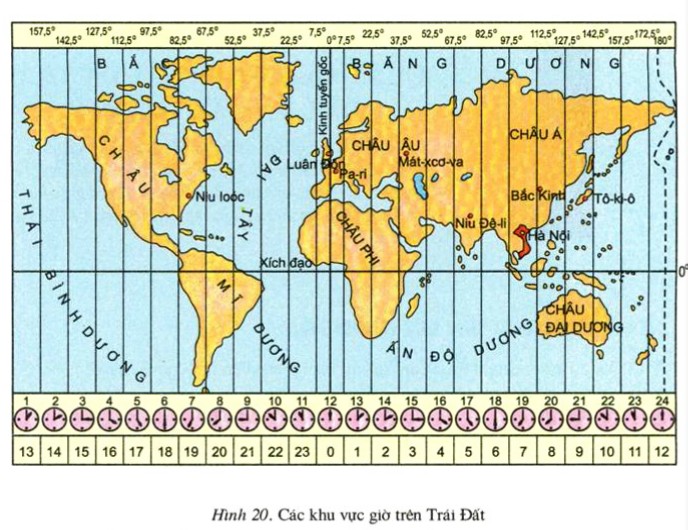 157,5° 127,5° 97,5° 67,5° 37,5° 7,5° 22,5° 52,5° 82,5° 112,5° 142,5° 172,5°
142,5° 112,5° 82,5° 52,5° 22,5° 0° 7,5° 37,5° 67,5° 97,5° 127,5° 157,5° 180°
BẮC BĂNG DƯƠNG
Kinh tuyến gốc
CHÂU MĨ
ĐẠI TÂY DƯƠNG
THÁI BÌNH DƯƠNG
CHÂU ÂU
CHÂU Á
Luân Đôn
Mát-xcơ-va
Pa-ri
Niu Ioóc
Bắc Kinh
Tô-ki-ô
Niu Đê-li
Hà Nội
CHÂU PHI
Xích đạo
0°
CHÂU
ĐẠI DƯƠNG
ẤN ĐỘ DƯƠNG
1 2 3 4 5 6 7 8 9 10 11 12 13 14 15 16 17 18 19 20 21 22 23 24
13 14 15 16 17 18 19 20 21 22 23 0 1 2 3 4 5 6 7 8 9 10 11 12
Hình 20. Các khu vực giờ trên Trái Đất